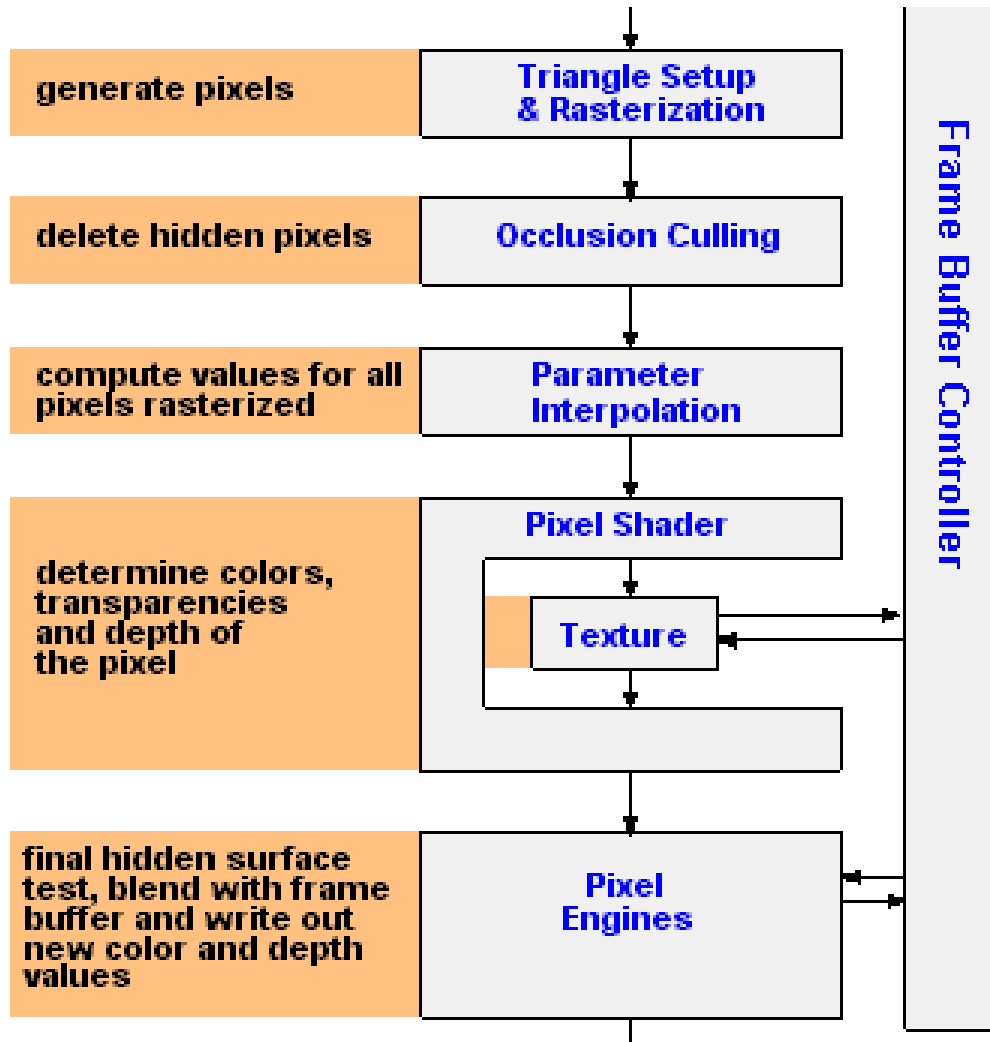 generate pixels
Triangle Setup
& Rasterization
delete hidden pixels
Occlusion Culling
compute values for all
pixels rasterized
Parameter
Interpolation
determine colors,
transparencies
and depth of
the pixel
Pixel Shader
Texture
final hidden surface
test, blend with frame
buffer and write out
new color and depth
values
Pixel
Engines
Frame Buffer Controller